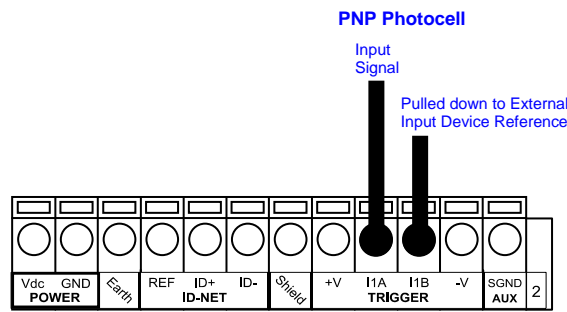 PNP Photocell
Input
Signal
Pulled down to External
Input Device Reference
Vdc GND Earth REF ID+ ID- Shield +V I1A I1B -V SGND 2
POWER ID-NET TRIGGER AUX